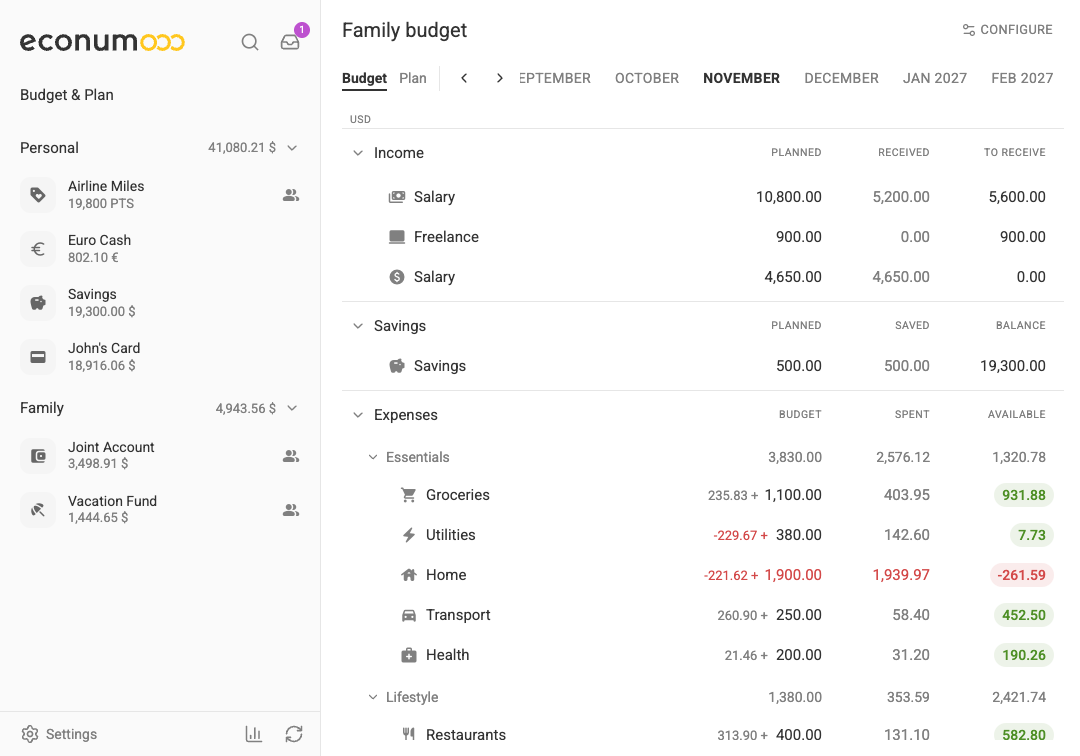 econumo
1
Budget & Plan
Personal 41,080.21 $
Airline Miles
19,800 PTS
Euro Cash
802.10 €
Savings
19,300.00 $
John's Card
18,916.06 $
Family 4,943.56 $
Joint Account
3,498.91 $
Vacation Fund
1,444.65 $
Settings
Family budget CONFIGURE
Budget Plan EPTEMBER OCTOBER NOVEMBER DECEMBER JAN 2027 FEB 2027
USD
Income PLANNED RECEIVED TO RECEIVE
Salary 10,800.00 5,200.00 5,600.00
Freelance 900.00 0.00 900.00
Salary 4,650.00 4,650.00 0.00
Savings PLANNED SAVED BALANCE
Savings 500.00 500.00 19,300.00
Expenses BUDGET SPENT AVAILABLE
Essentials 3,830.00 2,576.12 1,320.78
Groceries 235.83 + 1,100.00 403.95 931.88
Utilities -229.67 + 380.00 142.60 7.73
Home -221.62 + 1,900.00 1,939.97 -261.59
Transport 260.90 + 250.00 58.40 452.50
Health 21.46 + 200.00 31.20 190.26
Lifestyle 1,380.00 353.59 2,421.74
Restaurants 313.90 + 400.00 131.10 582.80